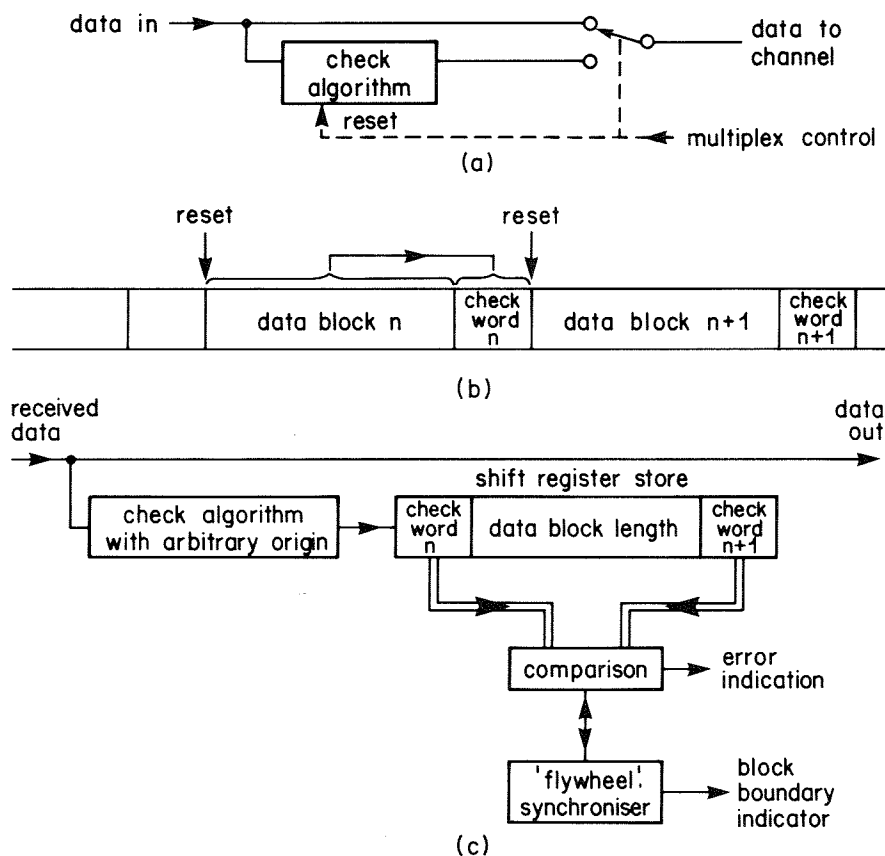 data in
data to
channel
check
algorithm
reset
multiplex control
(a)
reset
reset
data block n
check
word
n
data block n+1
check
word
n+1
(b)
received
data
data
out
shift register store
check algorithm
with arbitrary origin
check
word
n
data block length
check
word
n+1
comparison
error
indication
'flywheel'
synchroniser
block
boundary
indicator
(c)